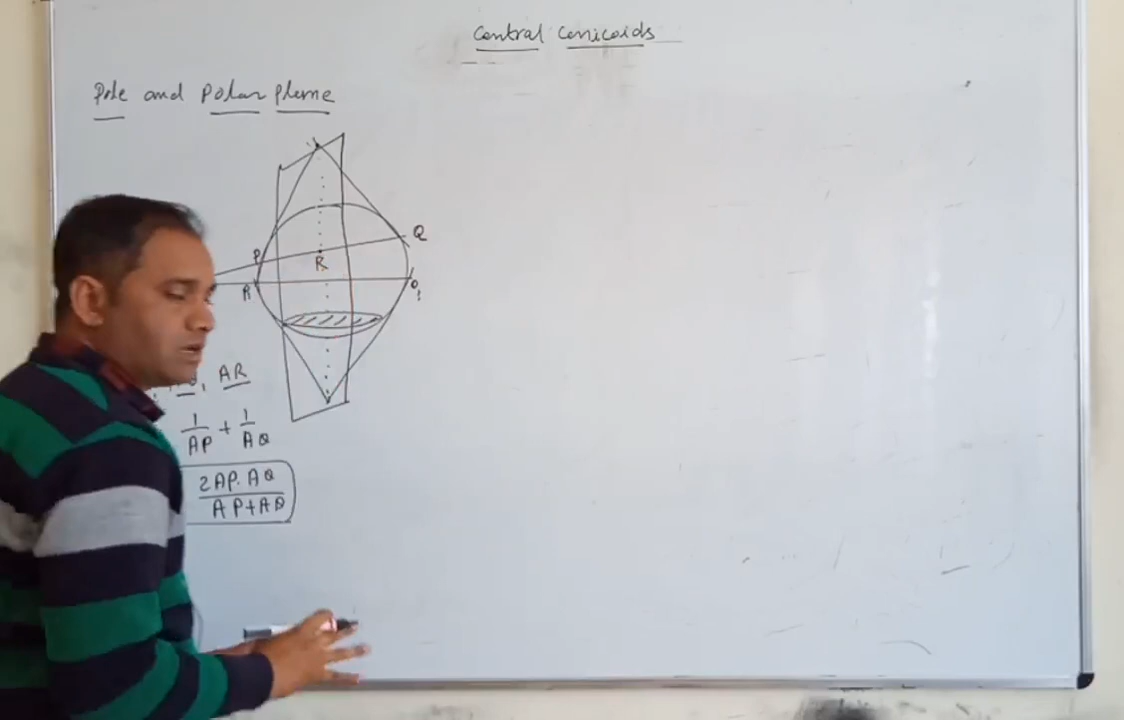 Central Conicoids
Pole and Polar Plane
P
Q
R
AR
1/AP + 1/AQ
2AP.AQ/AP+AQ